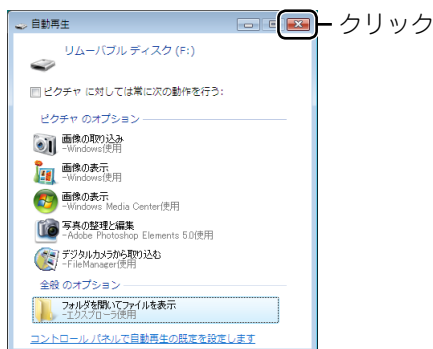 自動再生
クリック
リムーバブル ディスク (F:)
ピクチャ に対しては常に次の動作を行う:
ピクチャ のオプション
画像の取り込み
-Windows使用
画像の表示
-Windows使用
画像の表示
-Windows Media Center使用
写真の整理と編集
-Adobe Photoshop Elements 5.0使用
デジタルカメラから取り込む
-FileManager使用
全般 のオプション
フォルダを開いてファイルを表示
-エクスプローラ使用
コントロール パネルで自動再生の既定を設定します